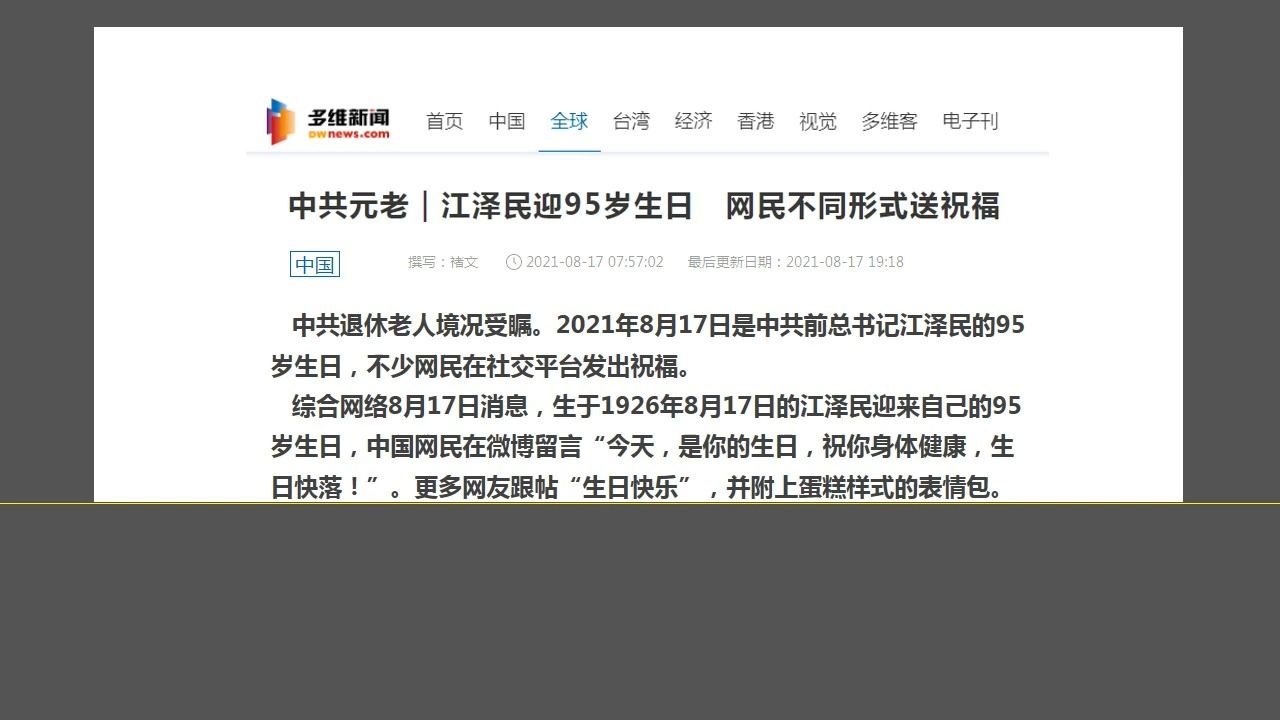 多维新闻
DWnews.com
首页 中国 全球 台湾 经济 香港 视觉 多维客 电子刊
中共元老｜江泽民迎95岁生日　网民不同形式送祝福
中国 撰写：褚文 2021-08-17 07:57:02 最后更新日期：2021-08-17 19:18
中共退休老人境况受瞩。2021年8月17日是中共前总书记江泽民的95
岁生日，不少网民在社交平台发出祝福。
综合网络8月17日消息，生于1926年8月17日的江泽民迎来自己的95
岁生日，中国网民在微博留言“今天，是你的生日，祝你身体健康，生
日快落！”。更多网友跟帖“生日快乐”，并附上蛋糕样式的表情包。